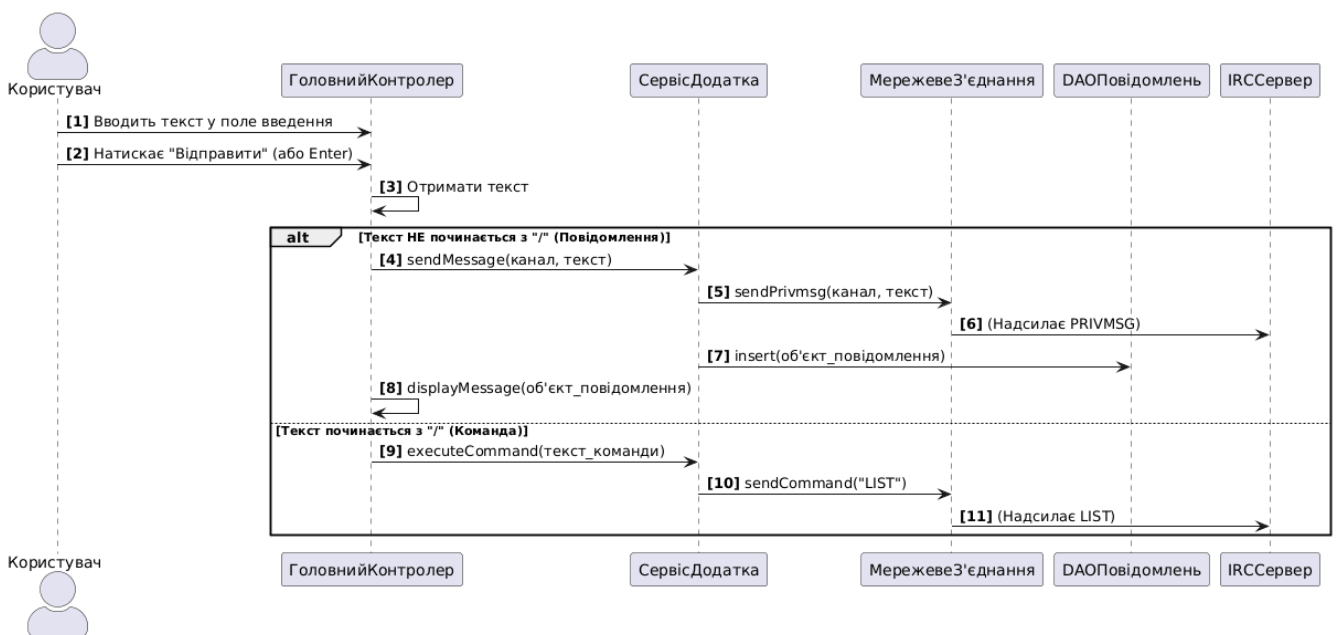 Користувач
ГоловнийКонтролер
СервісДодатка
МережевеЗ'єднання
DAOПовідомлень
IRCСервер
[1] Вводить текст у поле введення
[2] Натискає "Відправити" (або Enter)
[3] Отримати текст
alt [Текст НЕ починається з "/" (Повідомлення)]
[4] sendMessage(канал, текст)
[5] sendPrivmsg(канал, текст)
[6] (Надсилає PRIVMSG)
[7] insert(об'єкт_повідомлення)
[8] displayMessage(об'єкт_повідомлення)
[Текст починається з "/" (Команда)]
[9] executeCommand(текст_команди)
[10] sendCommand("LIST")
[11] (Надсилає LIST)
Користувач
ГоловнийКонтролер
СервісДодатка
МережевеЗ'єднання
DAOПовідомлень
IRCСервер